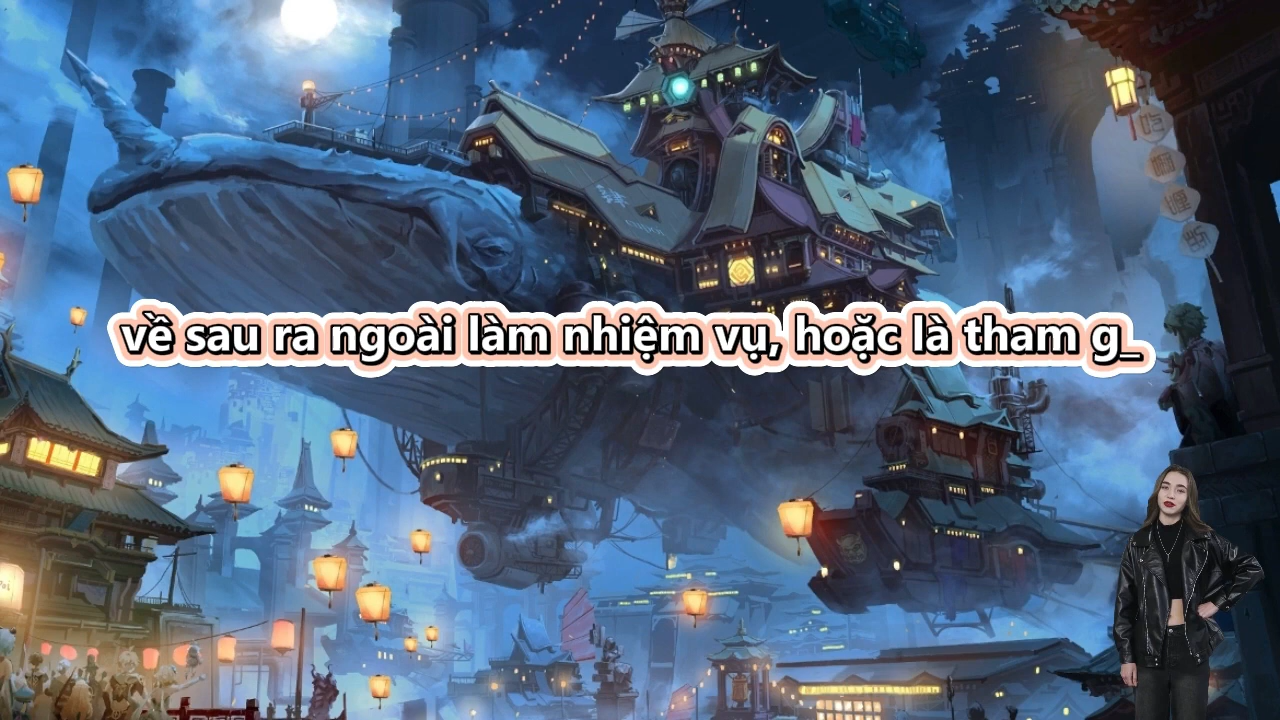 về sau ra ngoài làm nhiệm vụ, hoặc là tham g_